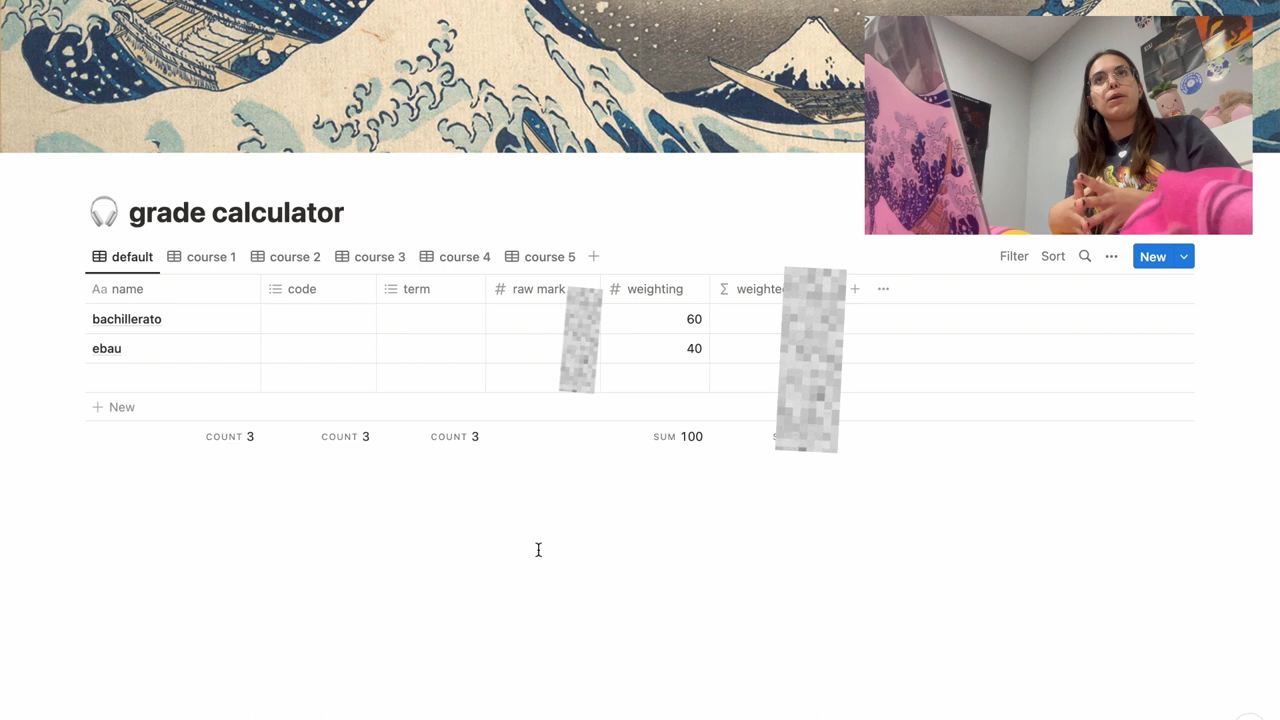 grade calculator
default course 1 course 2 course 3 course 4 course 5
Filter Sort New
Aa name code term raw mark weighting
bachillerato 60
ebau 40
New
COUNT 3 COUNT 3 COUNT 3 SUM 100